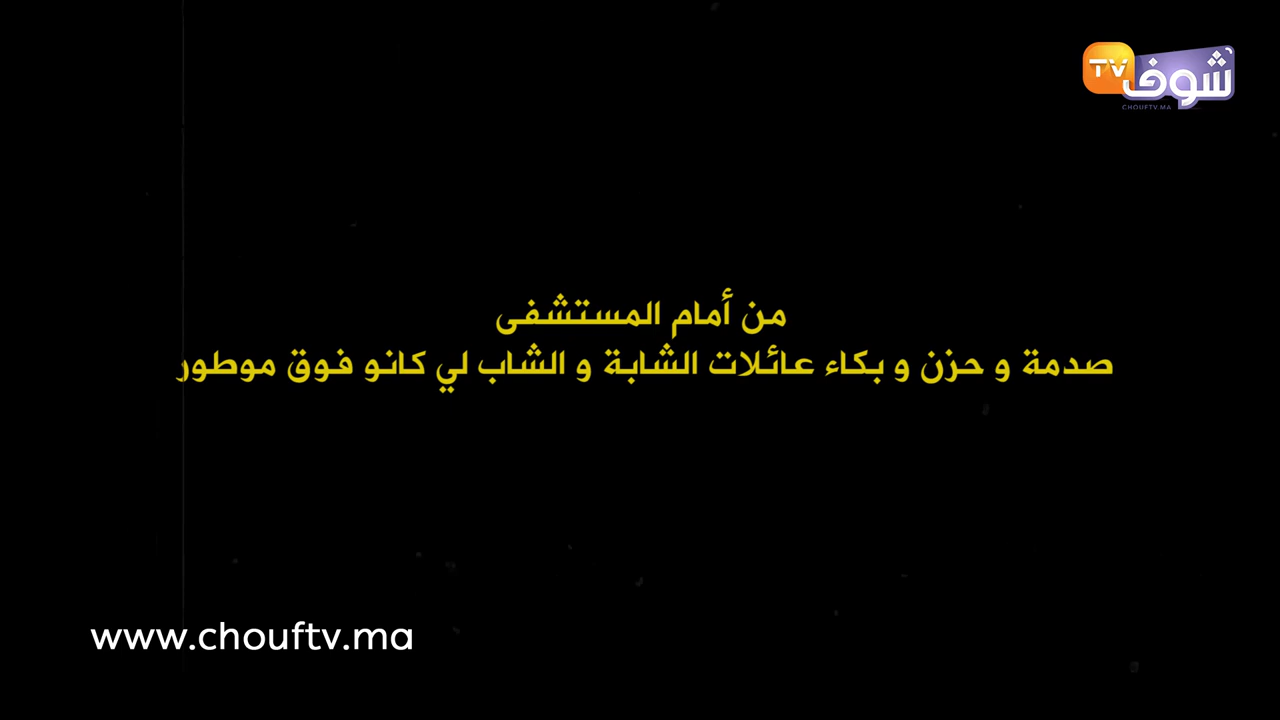 شوف TV
CHOUFTV.MA
من أمام المستشفى
صدمة و حزن و بكاء عائلات الشابة و الشاب لي كانو فوق موطور
www.chouftv.ma